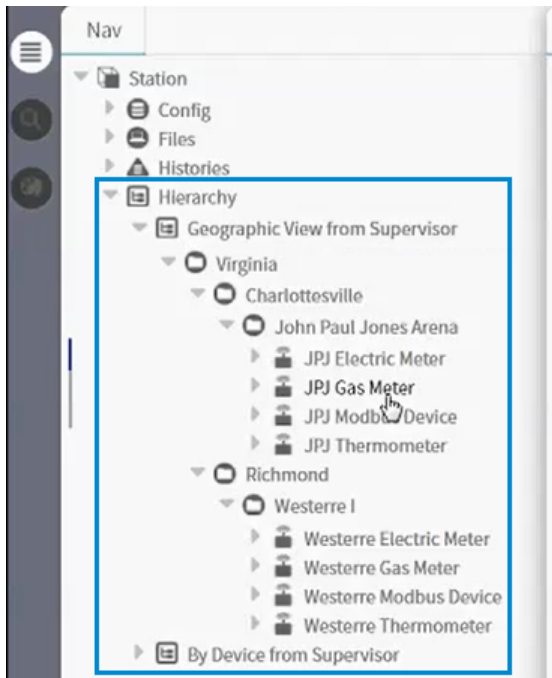 Nav
Station
Config
Files
Histories
Hierarchy
Geographic View from Supervisor
Virginia
Charlottesville
John Paul Jones Arena
JPJ Electric Meter
JPJ Gas Meter
JPJ Modbus Device
JPJ Thermometer
Richmond
Westerre I
Westerre Electric Meter
Westerre Gas Meter
Westerre Modbus Device
Westerre Thermometer
By Device from Supervisor